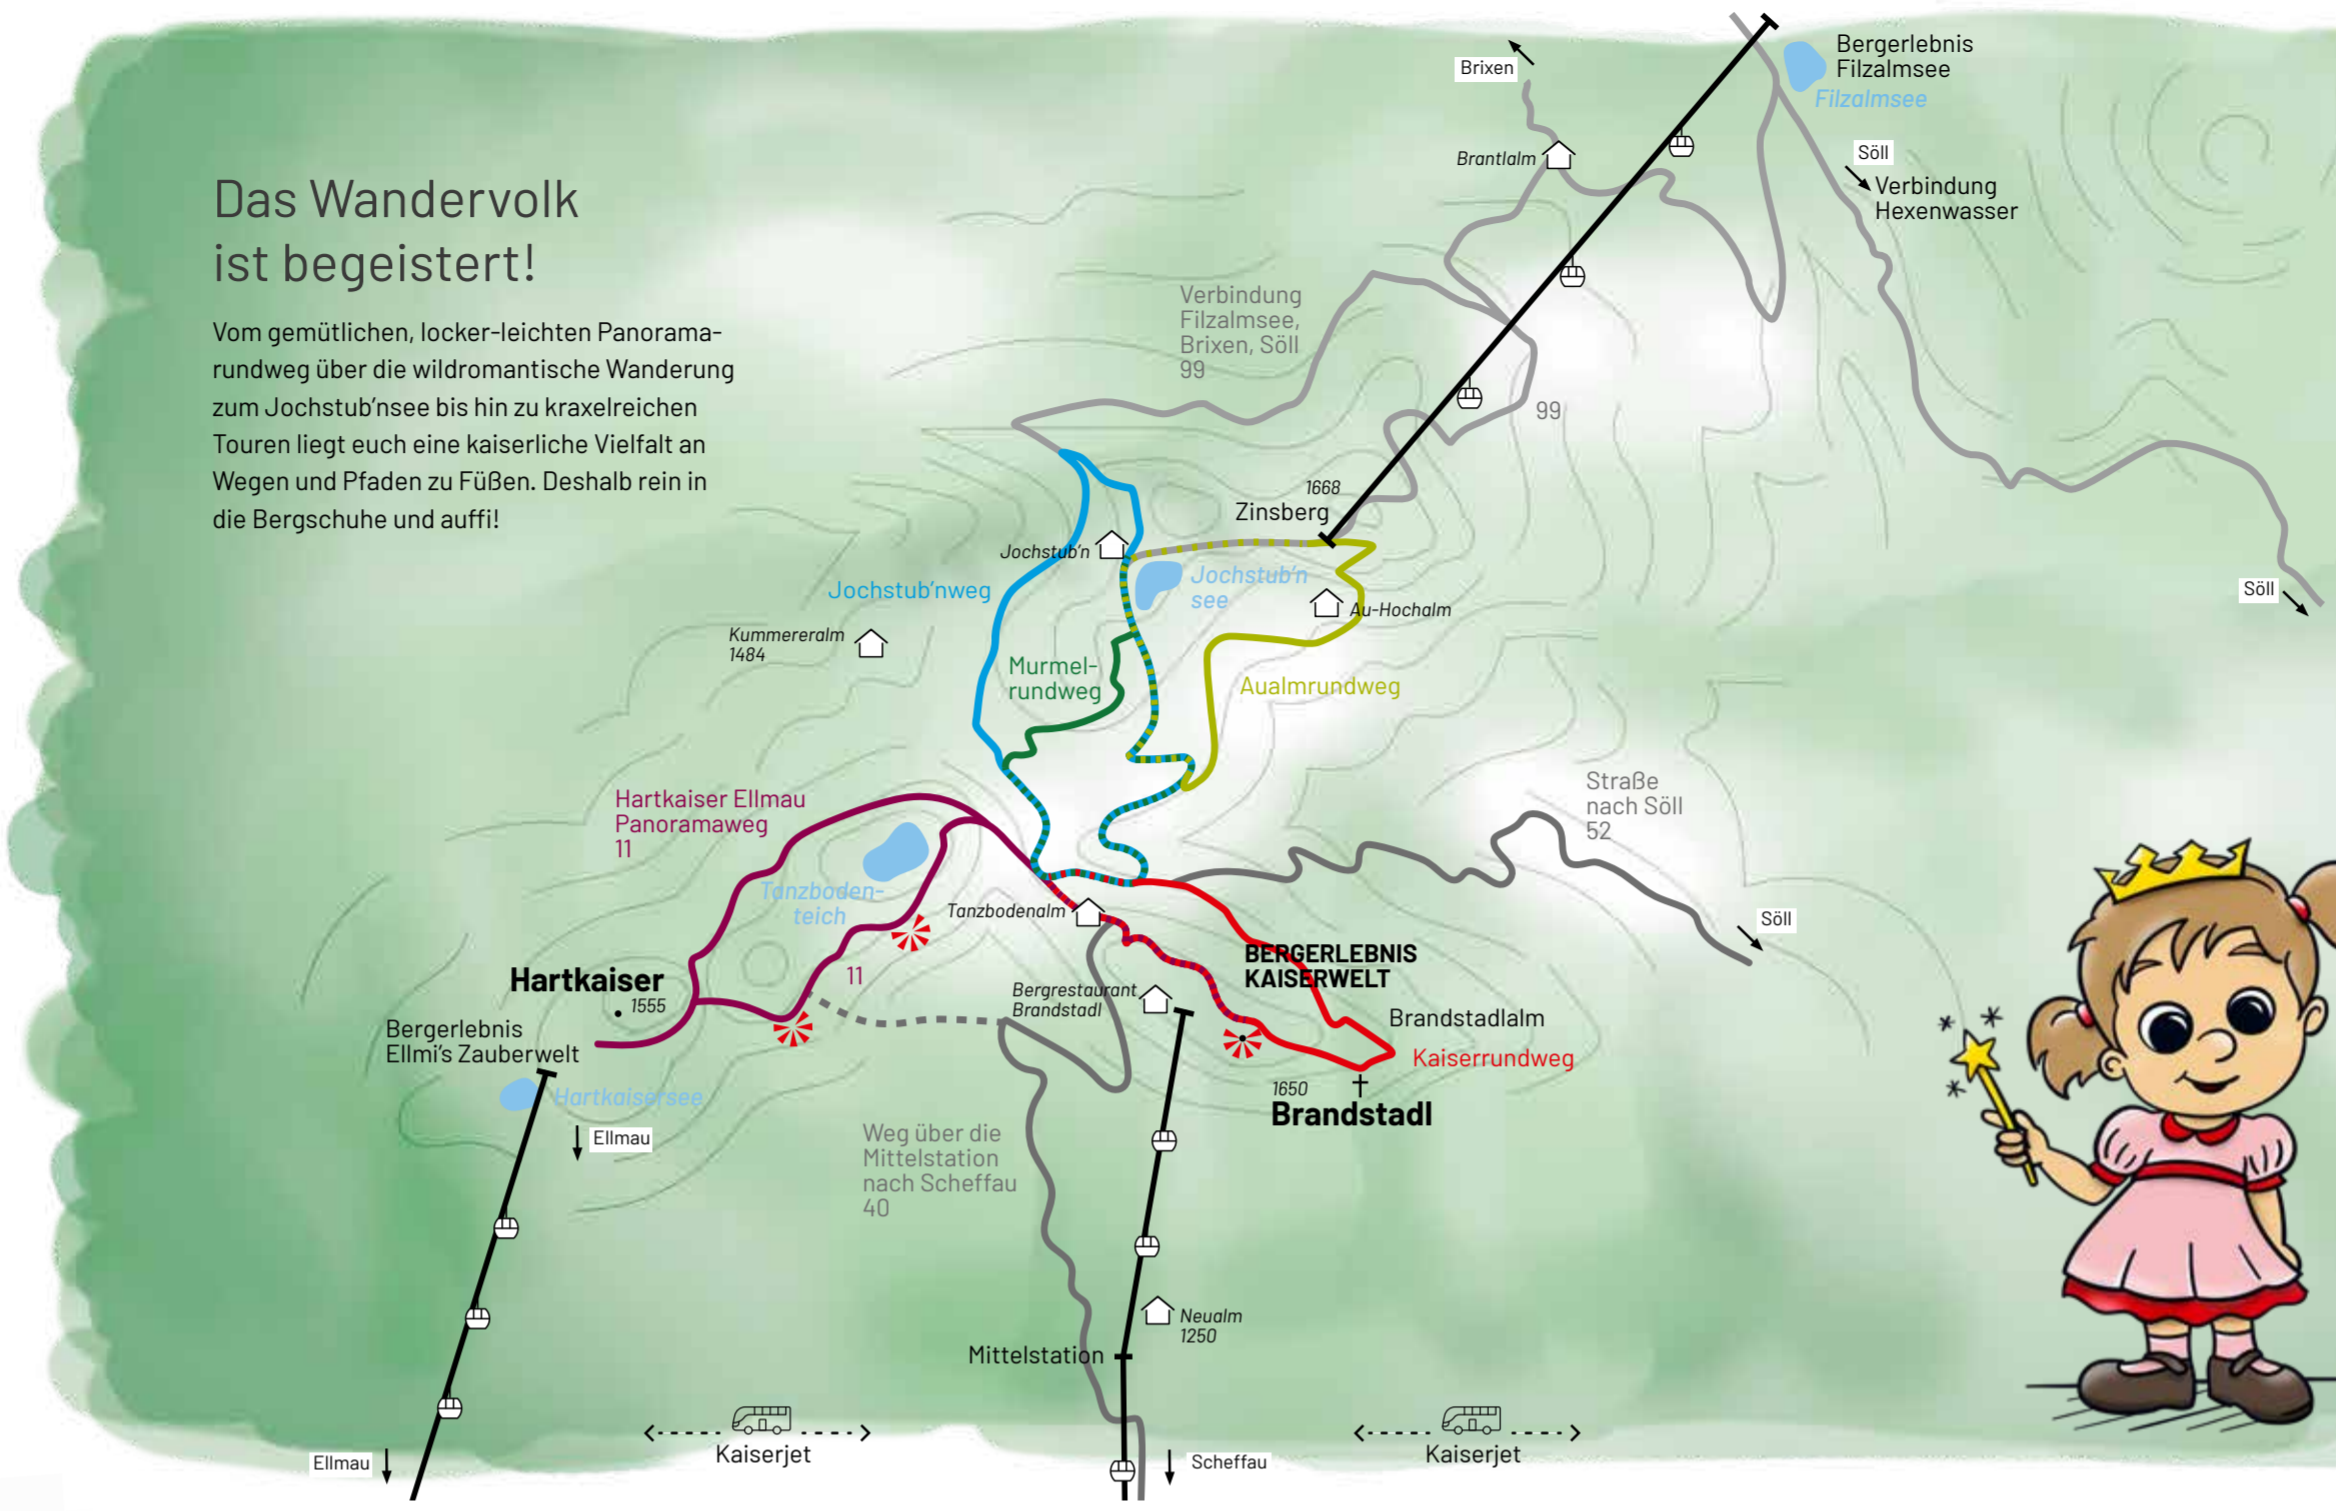 Das Wandervolk
ist begeistert!
Vom gemütlichen, locker-leichten Panorama-
rundweg über die wildromantische Wanderung
zum Jochstub'nsee bis hin zu kraxelreichen
Touren liegt euch eine kaiserliche Vielfalt an
Wegen und Pfaden zu Füßen. Deshalb rein in
die Bergschuhe und auffi!
Brixen
Bergerlebnis
Filzalmsee
Filzalmsee
Brantlalm
Söll
Verbindung
Hexenwasser
Verbindung
Filzalmsee,
Brixen, Söll
99
99
1668
Zinsberg
Jochstub'n
Jochstub'nweg
Jochstub'n
see
Au-Hochalm
Söll
Kummereralm
1484
Murmel-
rundweg
Aualmrundweg
Straße
nach Söll
52
Hartkaiser Ellmau
Panoramaweg
11
Tanzboden-
teich
Tanzbodenalm
Söll
BERGERLEBNIS
KAISERWELT
Hartkaiser
1555
11
Bergrestaurant
Brandstadl
Brandstadlalm
Kaiserrundweg
Bergerlebnis
Ellmi's Zauberwelt
Hartkaisersee
1650
Brandstadl
Ellmau
Weg über die
Mittelstation
nach Scheffau
40
Neualm
1250
Mittelstation
Kaiserjet
Kaiserjet
Ellmau
Scheffau